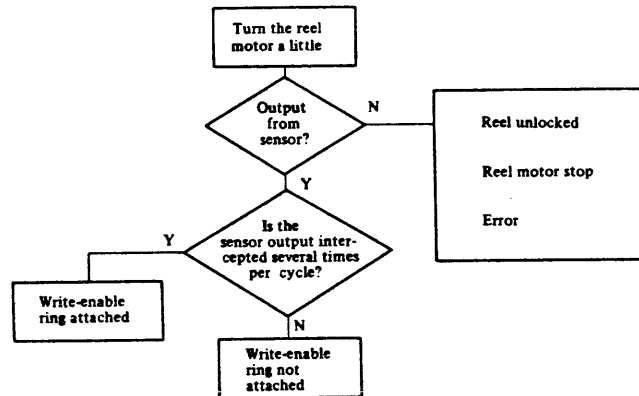 Turn the reel
motor a little
Output
from
sensor?
N
Reel unlocked
Reel motor stop
Error
Y
Is the
sensor output inter-
cepted several times
per cycle?
Y
Write-enable
ring attached
N
Write-enable
ring not
attached